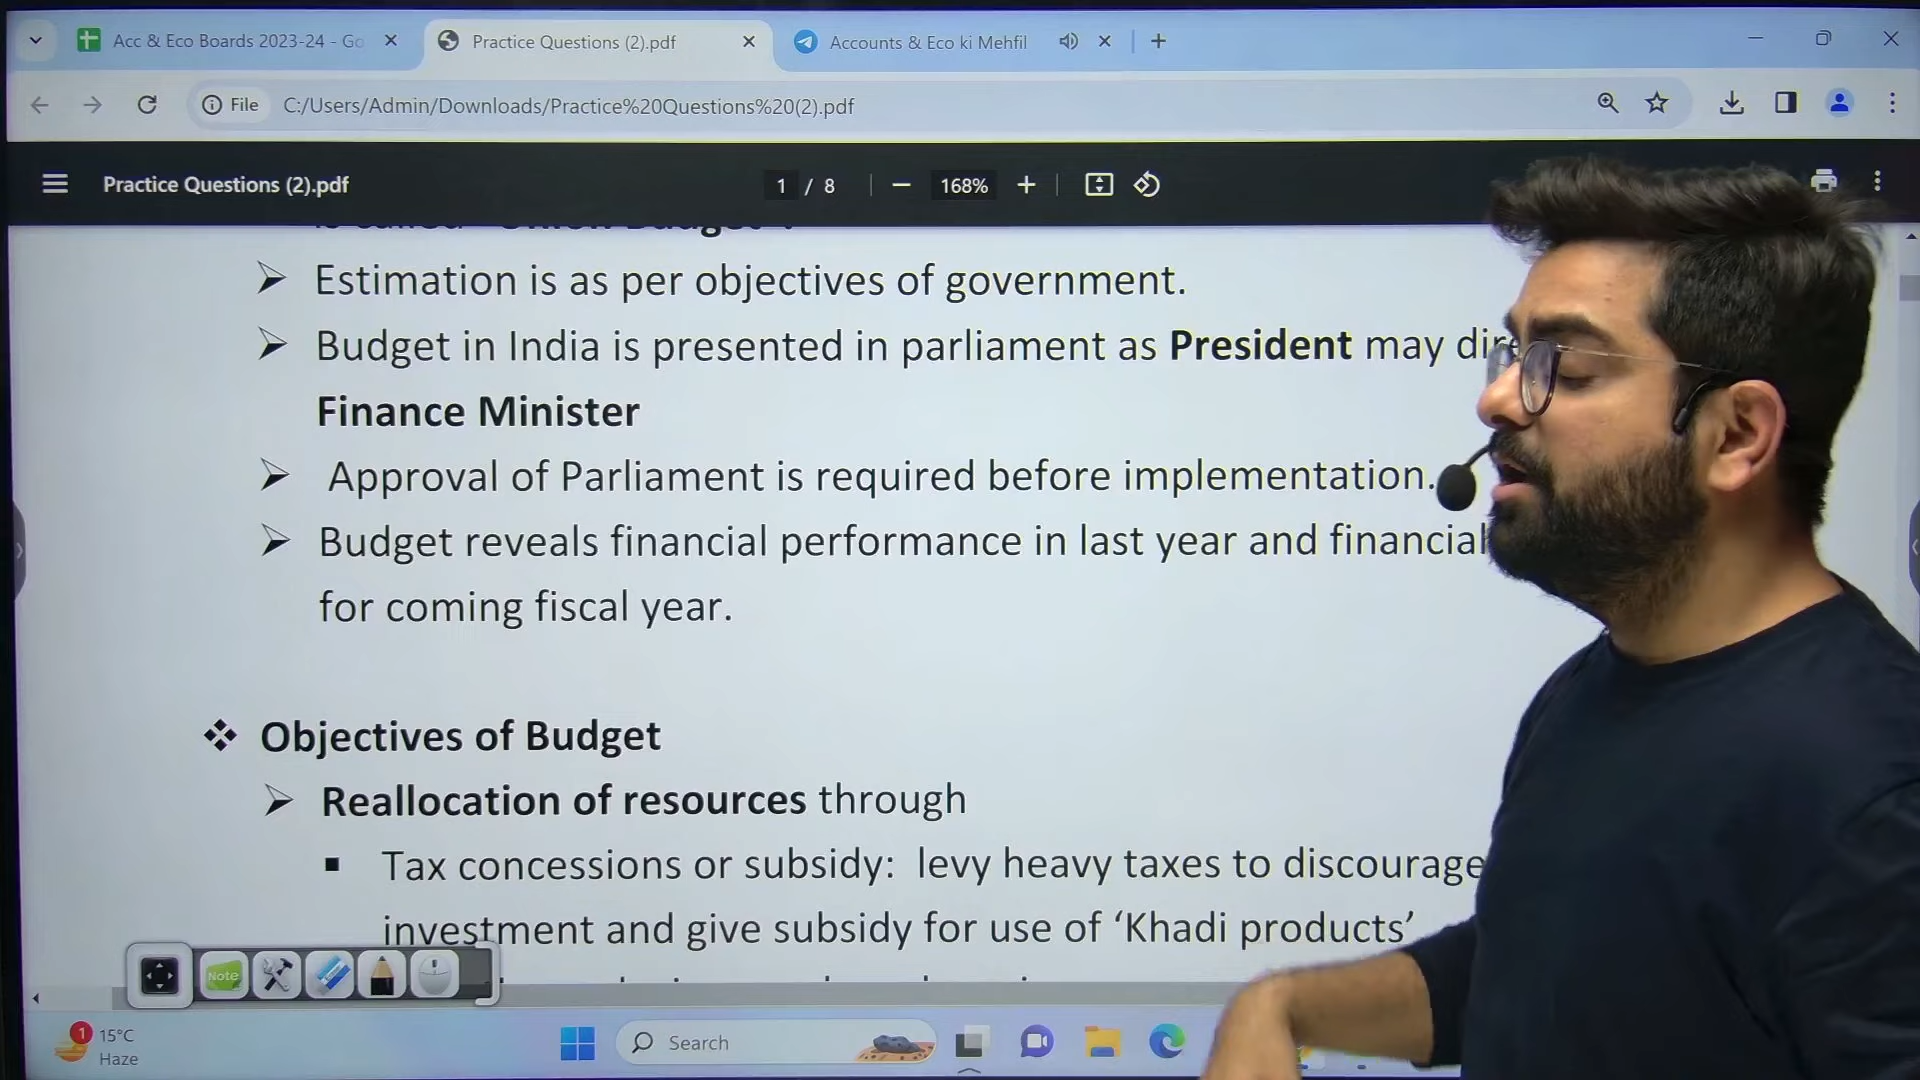 Acc & Eco Boards 2023-24 - Go
Practice Questions (2).pdf
Accounts & Eco ki Mehfil
File
C:/Users/Admin/Downloads/Practice%20Questions%20(2).pdf
Practice Questions (2).pdf
1 / 8
168%
Estimation is as per objectives of government.
Budget in India is presented in parliament as President may
Finance Minister
Approval of Parliament is required before implementation.
Budget reveals financial performance in last year and financial
for coming fiscal year.
Objectives of Budget
Reallocation of resources through
Tax concessions or subsidy: levy heavy taxes to discourage
investment and give subsidy for use of ‘Khadi products’
Note
1
15°C
Haze
Search